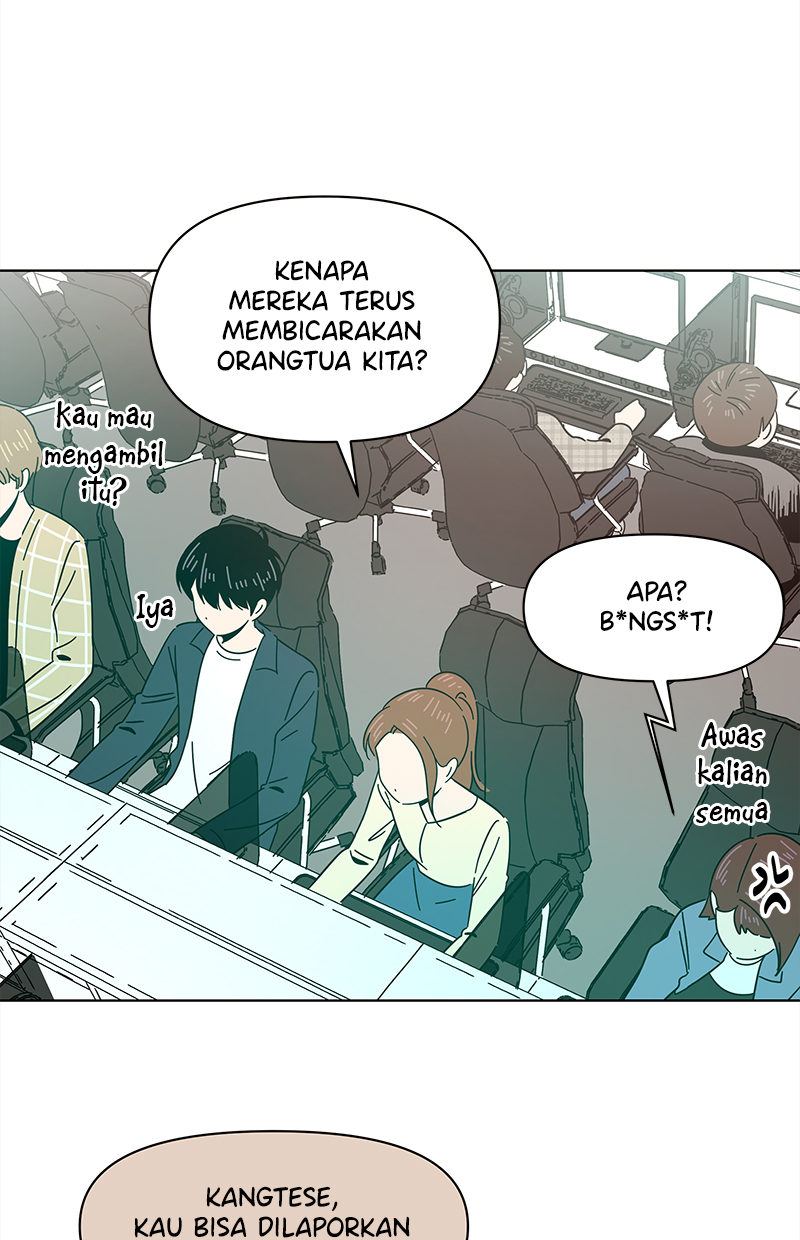 KENAPA
MEREKA TERUS
MEMBICARAKAN
ORANGTUA KITA?
Kau mau
mengambil
itu?
Iya
APA?
B*NGS*T!
Awas
kalian
semua
KANGTESE,
KAU BISA DILAPORKAN